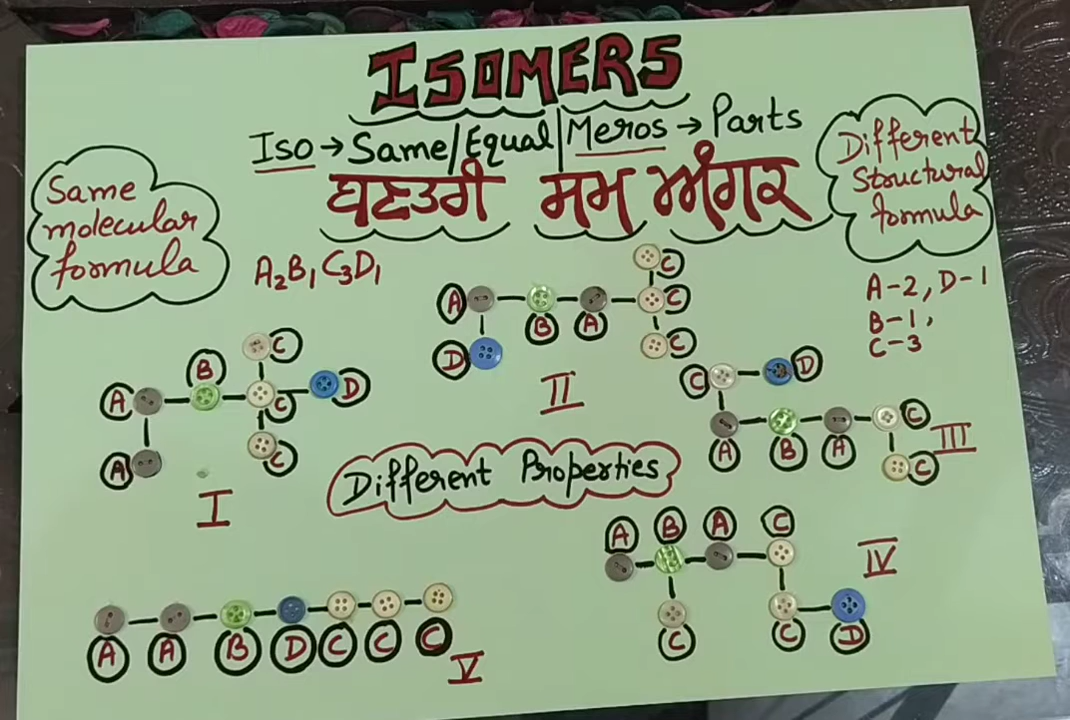 ISOMERS
Iso → Same/Equal | Meros → Parts
ਬਣਤਰੀ ਸਮ ਅੰਗਕ
Same
molecular
formula
Different
Structural
formula
A₂B₁C₃D₁
A-2, D-1
B-1,
C-3
A B C C C D
A
I
A B A C C C
D
II
C D
A B A C
C
III
Different Properties
A B A C
C C D
IV
A A B D C C C
V